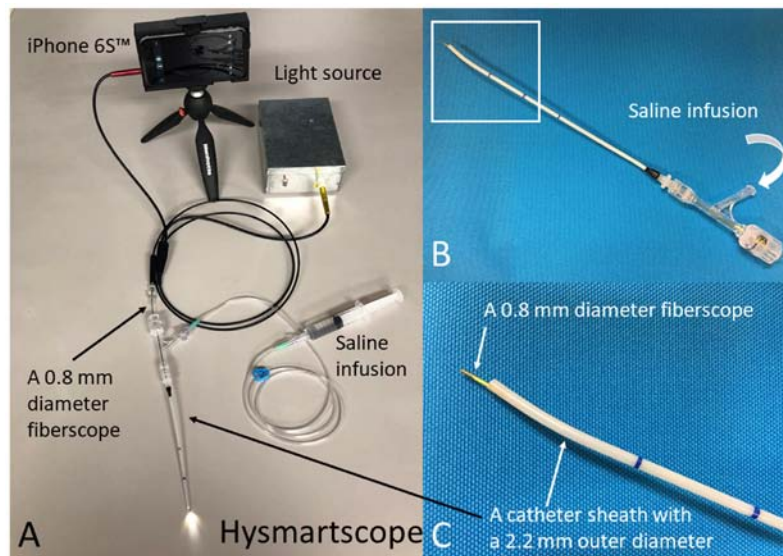 iPhone 6S™
Light source
A 0.8 mm
diameter
fiberscope
Saline
infusion
A
Hysmartscope
Saline infusion
B
A 0.8 mm diameter fiberscope
C
A catheter sheath with
a 2.2 mm outer diameter